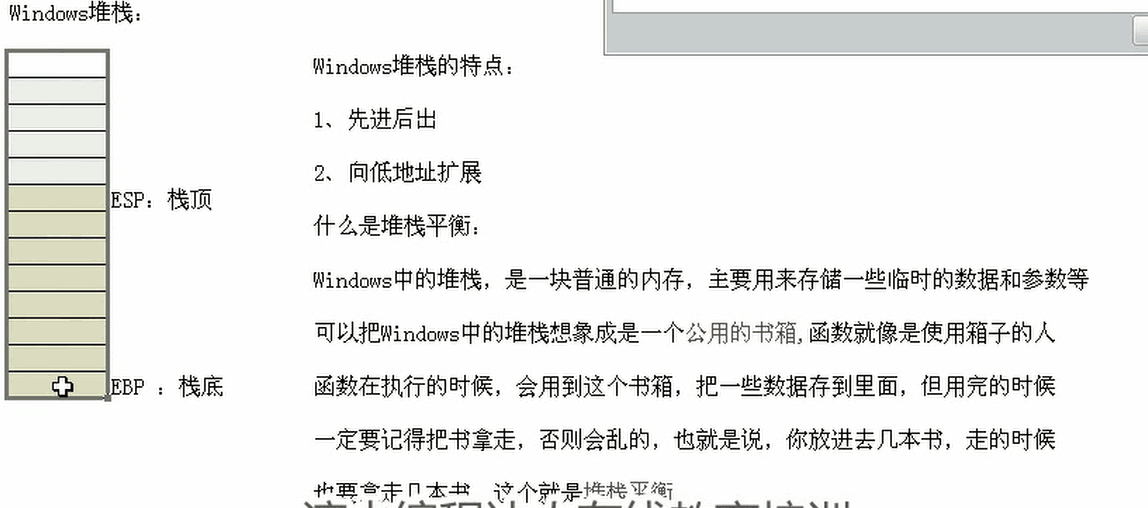 Windows堆栈：
Windows堆栈的特点：
1、先进后出
2、向低地址扩展
ESP：栈顶
什么是堆栈平衡：
Windows中的堆栈，是一块普通的内存，主要用来存储一些临时的数据和参数等
可以把Windows中的堆栈想象成是一个公用的书箱,函数就像是使用箱子的人
EBP ：栈底
函数在执行的时候，会用到这个书箱，把一些数据存到里面，但用完的时候
一定要记得把书拿走，否则会乱的，也就是说，你放进去几本书，走的时候
也要拿走几本书，这个就是堆栈平衡